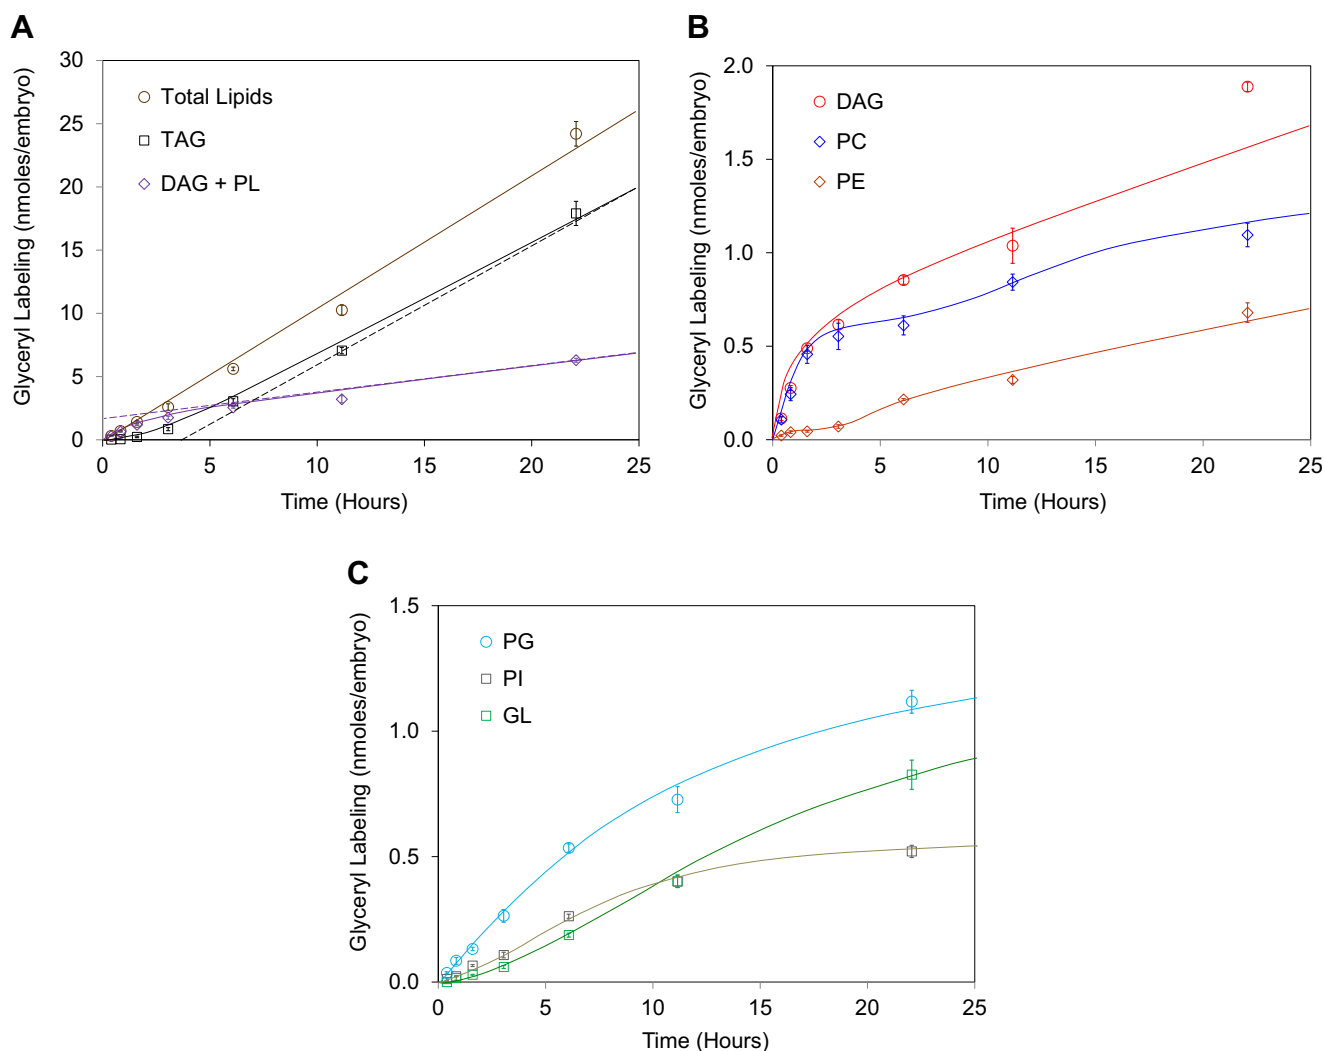 A
Glyceryl Labeling (nmoles/embryo)
30
25
20
15
10
5
0
Total Lipids
TAG
DAG + PL
0 5 10 15 20 25
Time (Hours)
B
Glyceryl Labeling (nmoles/embryo)
2.0
1.5
1.0
0.5
0.0
DAG
PC
PE
0 5 10 15 20 25
Time (Hours)
C
Glyceryl Labeling (nmoles/embryo)
1.5
1.0
0.5
0.0
PG
PI
GL
0 5 10 15 20 25
Time (Hours)